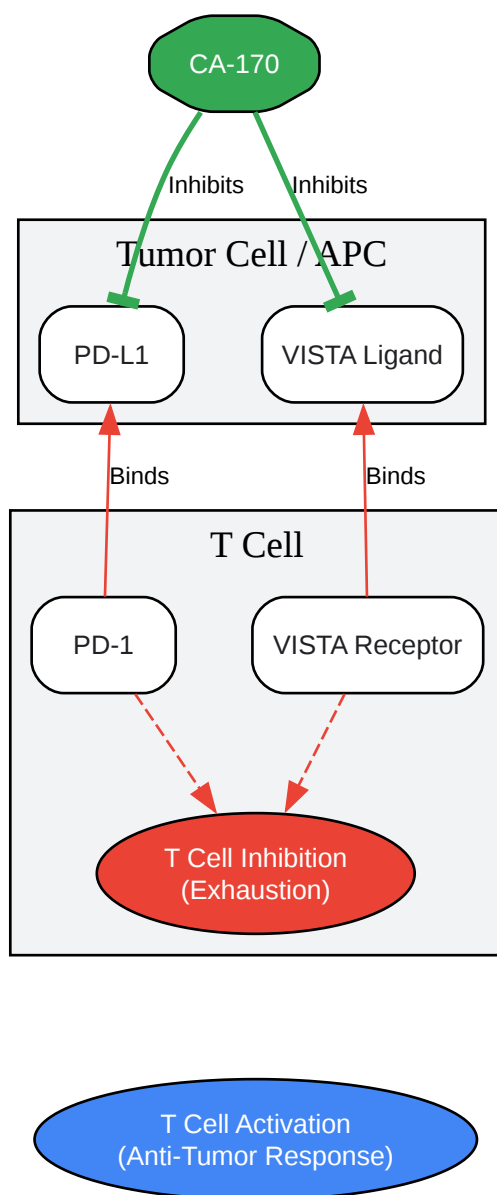 CA-170
Inhibits
Inhibits
Tumor Cell / APC
PD-L1
VISTA Ligand
Binds
Binds
T Cell
PD-1
VISTA Receptor
T Cell Inhibition
(Exhaustion)
T Cell Activation
(Anti-Tumor Response)